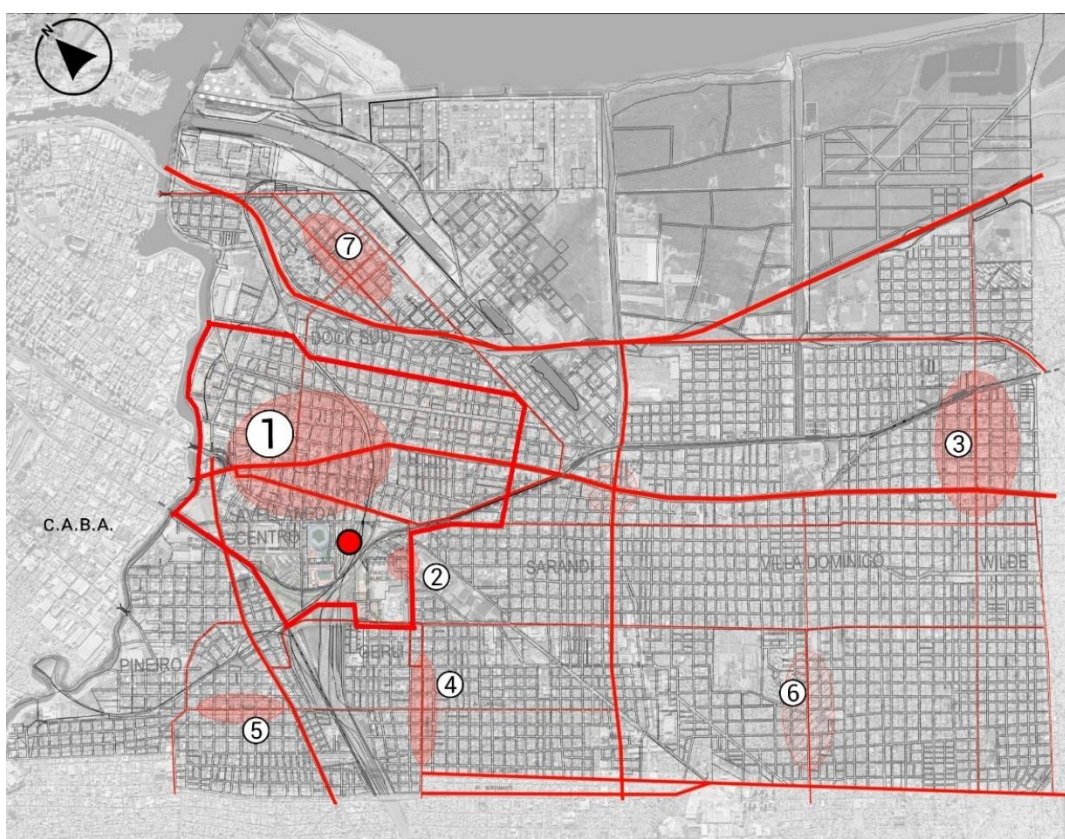 N
7
DOCK SUD
1
3
C.A.B.A.
AVELLANEDA
CENTRO
2
SARANDI
VILLA DOMINICO
WILDE
PIÑEIRO
GERLI
4
6
5